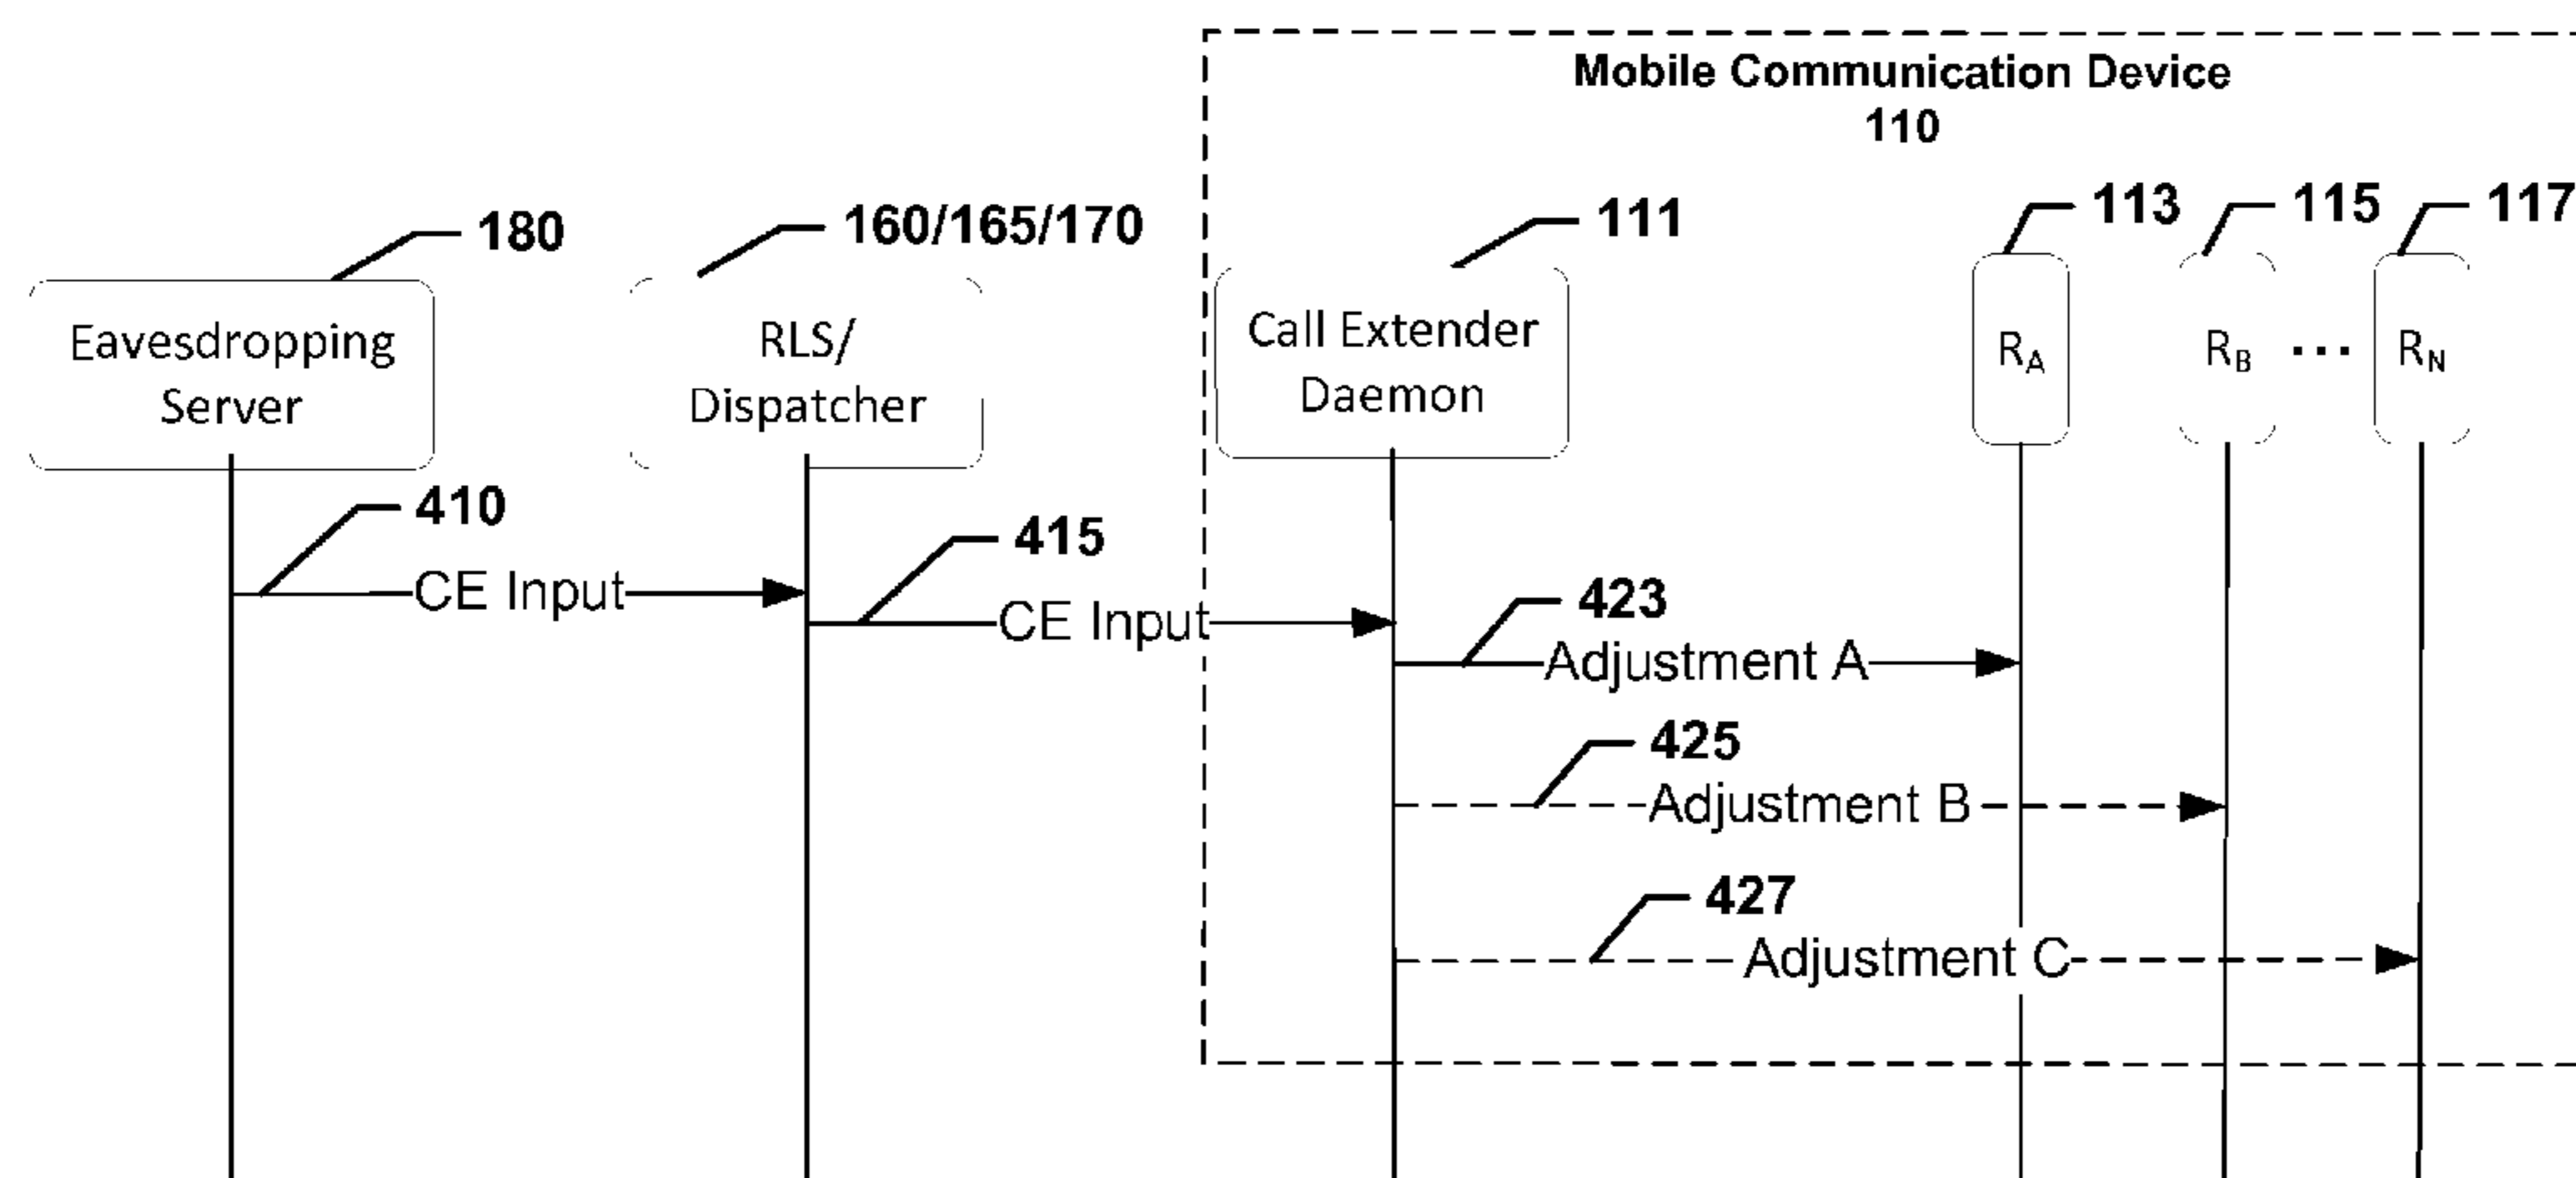 Mobile Communication Device
110
180
160/165/170
111
113
115
117
Eavesdropping
Server
RLS/
Dispatcher
Call Extender
Daemon
RA
RB
...
RN
410
CE Input
415
CE Input
423
Adjustment A
425
Adjustment B
427
Adjustment C